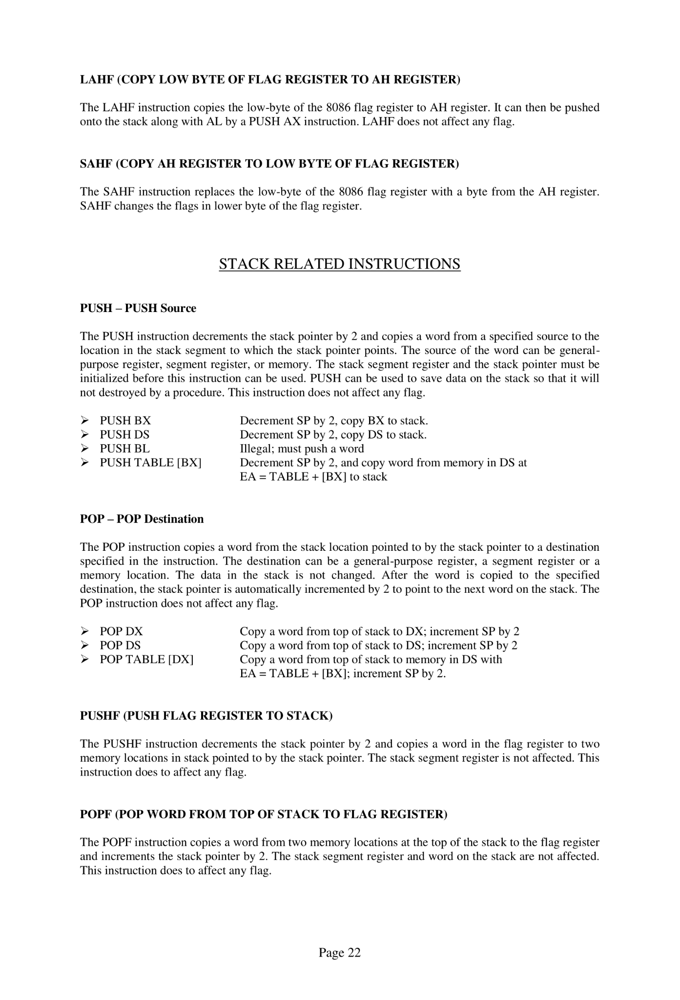 LAHF (COPY LOW BYTE OF FLAG REGISTER TO AH REGISTER)
The LAHF instruction copies the low-byte of the 8086 flag register to AH register. It can then be pushed
onto the stack along with AL by a PUSH AX instruction. LAHF does not affect any flag.
SAHF (COPY AH REGISTER TO LOW BYTE OF FLAG REGISTER)
The SAHF instruction replaces the low-byte of the 8086 flag register with a byte from the AH register.
SAHF changes the flags in lower byte of the flag register.
STACK RELATED INSTRUCTIONS
PUSH – PUSH Source
The PUSH instruction decrements the stack pointer by 2 and copies a word from a specified source to the
location in the stack segment to which the stack pointer points. The source of the word can be general-
purpose register, segment register, or memory. The stack segment register and the stack pointer must be
initialized before this instruction can be used. PUSH can be used to save data on the stack so that it will
not destroyed by a procedure. This instruction does not affect any flag.
➢ PUSH BX Decrement SP by 2, copy BX to stack.
➢ PUSH DS Decrement SP by 2, copy DS to stack.
➢ PUSH BL Illegal; must push a word
➢ PUSH TABLE [BX] Decrement SP by 2, and copy word from memory in DS at
EA = TABLE + [BX] to stack
POP – POP Destination
The POP instruction copies a word from the stack location pointed to by the stack pointer to a destination
specified in the instruction. The destination can be a general-purpose register, a segment register or a
memory location. The data in the stack is not changed. After the word is copied to the specified
destination, the stack pointer is automatically incremented by 2 to point to the next word on the stack. The
POP instruction does not affect any flag.
➢ POP DX Copy a word from top of stack to DX; increment SP by 2
➢ POP DS Copy a word from top of stack to DS; increment SP by 2
➢ POP TABLE [DX] Copy a word from top of stack to memory in DS with
EA = TABLE + [BX]; increment SP by 2.
PUSHF (PUSH FLAG REGISTER TO STACK)
The PUSHF instruction decrements the stack pointer by 2 and copies a word in the flag register to two
memory locations in stack pointed to by the stack pointer. The stack segment register is not affected. This
instruction does to affect any flag.
POPF (POP WORD FROM TOP OF STACK TO FLAG REGISTER)
The POPF instruction copies a word from two memory locations at the top of the stack to the flag register
and increments the stack pointer by 2. The stack segment register and word on the stack are not affected.
This instruction does to affect any flag.
Page 22